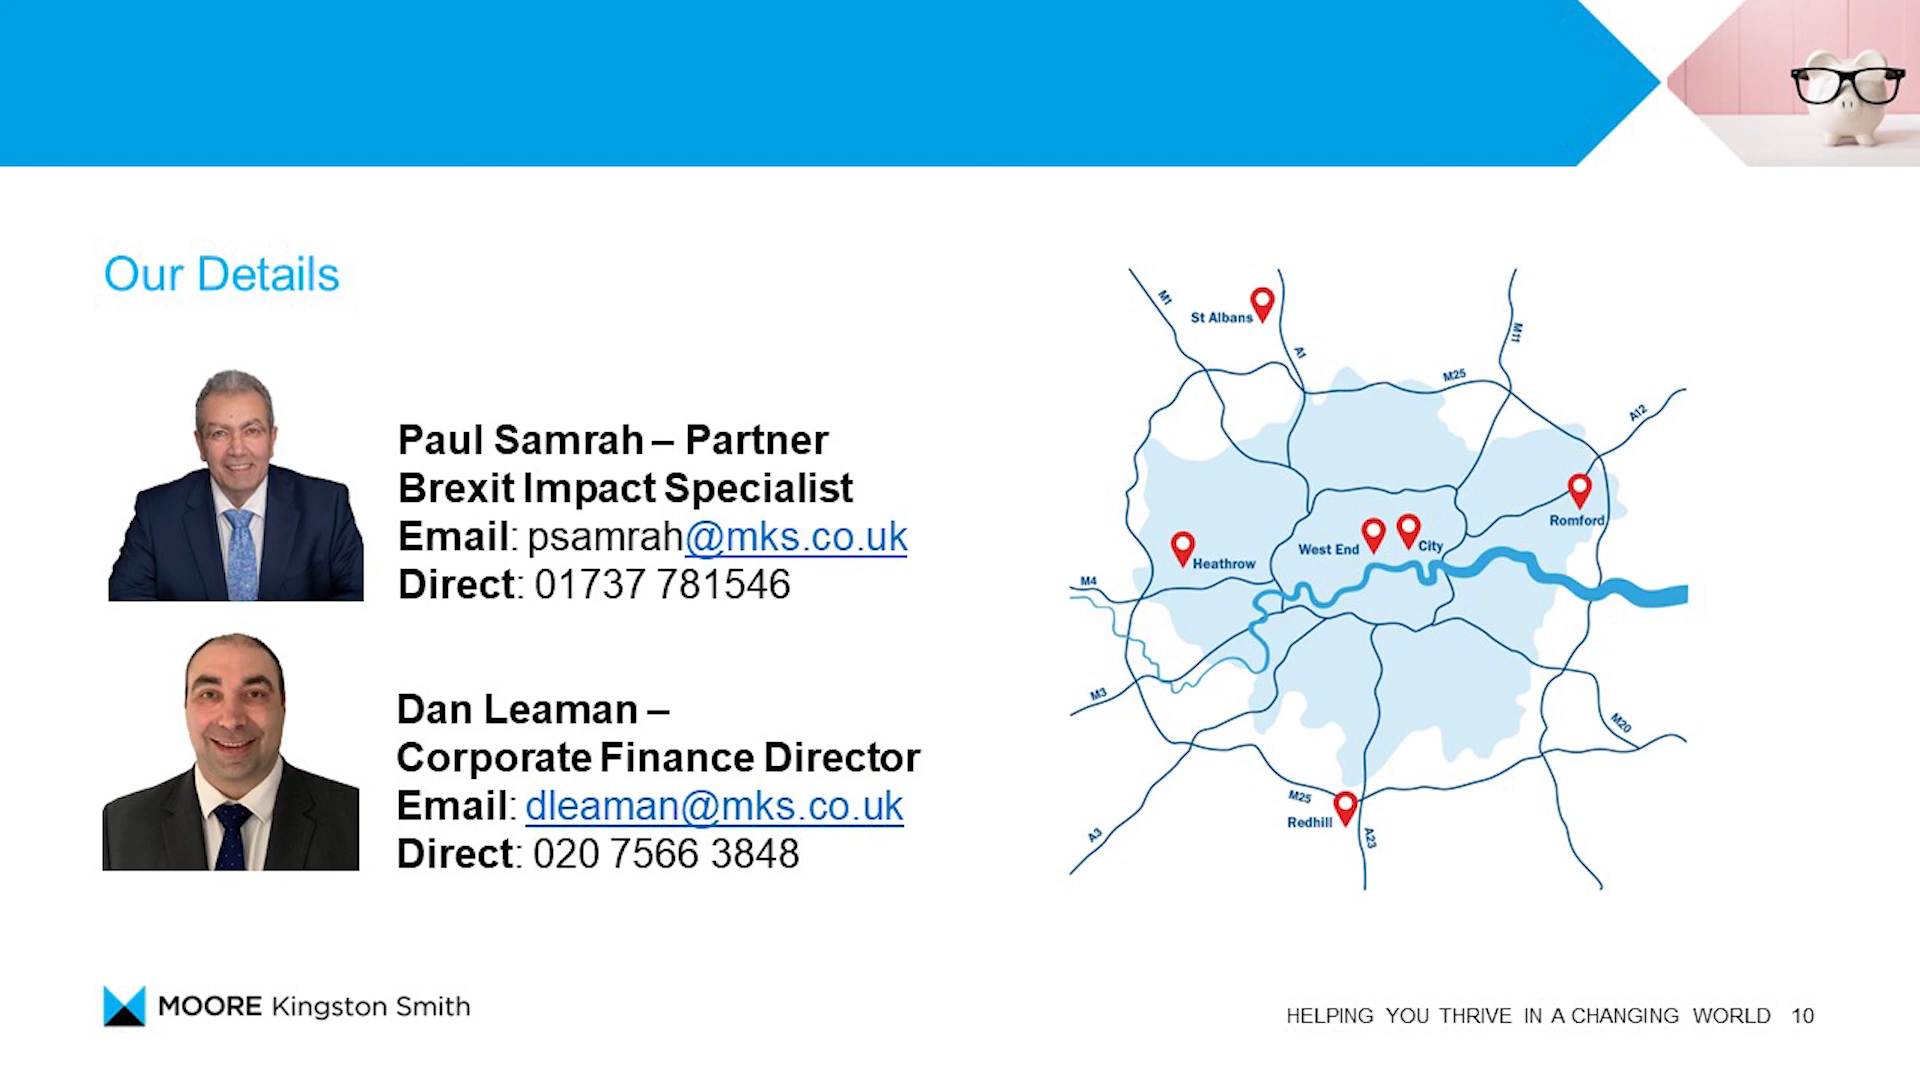 Our Details
Paul Samrah – Partner
Brexit Impact Specialist
Email: psamrah@mks.co.uk
Direct: 01737 781546
Dan Leaman –
Corporate Finance Director
Email: dleaman@mks.co.uk
Direct: 020 7566 3848
M1
St Albans
A1
M11
M25
A12
Romford
West End
City
Heathrow
M4
M3
M20
M25
Redhill
A3
A23
MOORE Kingston Smith
HELPING YOU THRIVE IN A CHANGING WORLD 10